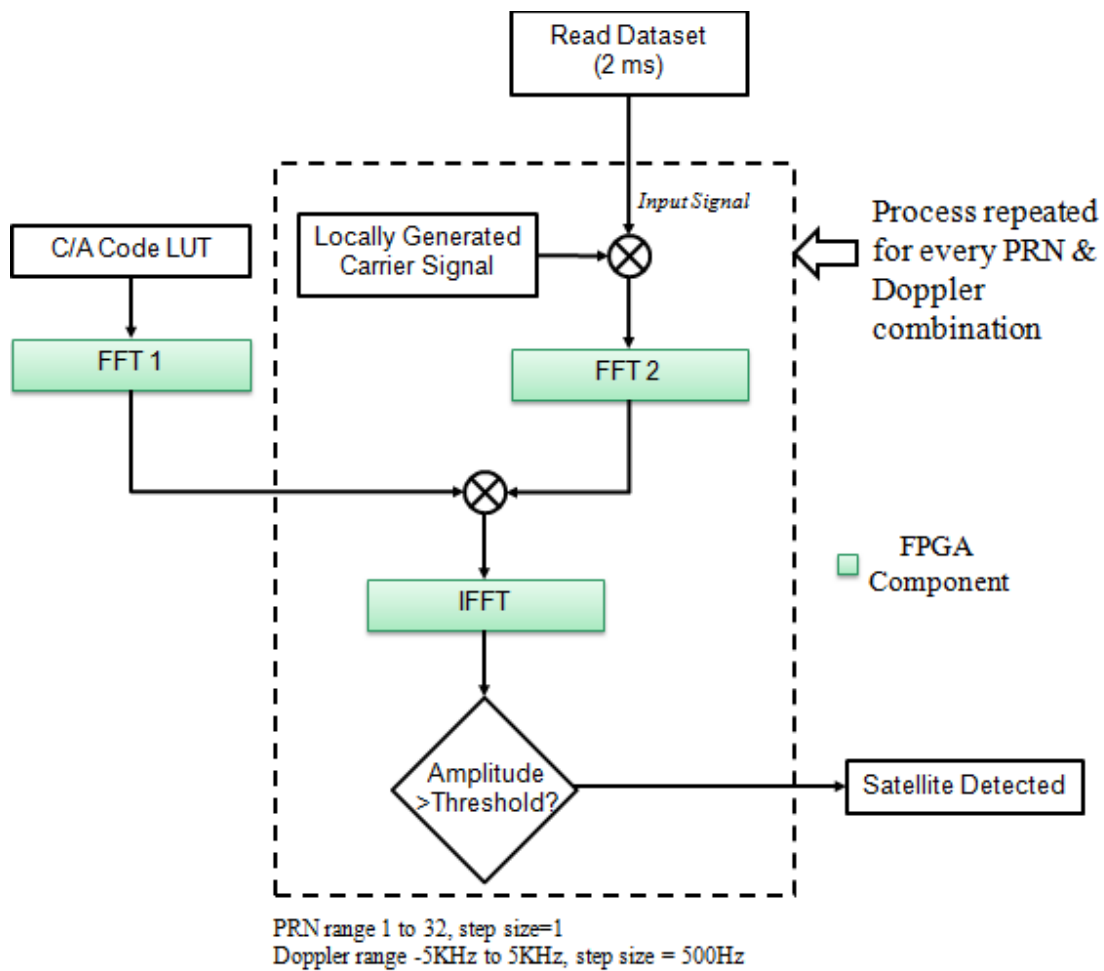 Read Dataset
(2 ms)
Input Signal
C/A Code LUT
Locally Generated
Carrier Signal
Process repeated
for every PRN &
Doppler
combination
FFT 1
FFT 2
FPGA
Component
IFFT
Amplitude
>Threshold?
Satellite Detected
PRN range 1 to 32, step size=1
Doppler range -5KHz to 5KHz, step size = 500Hz